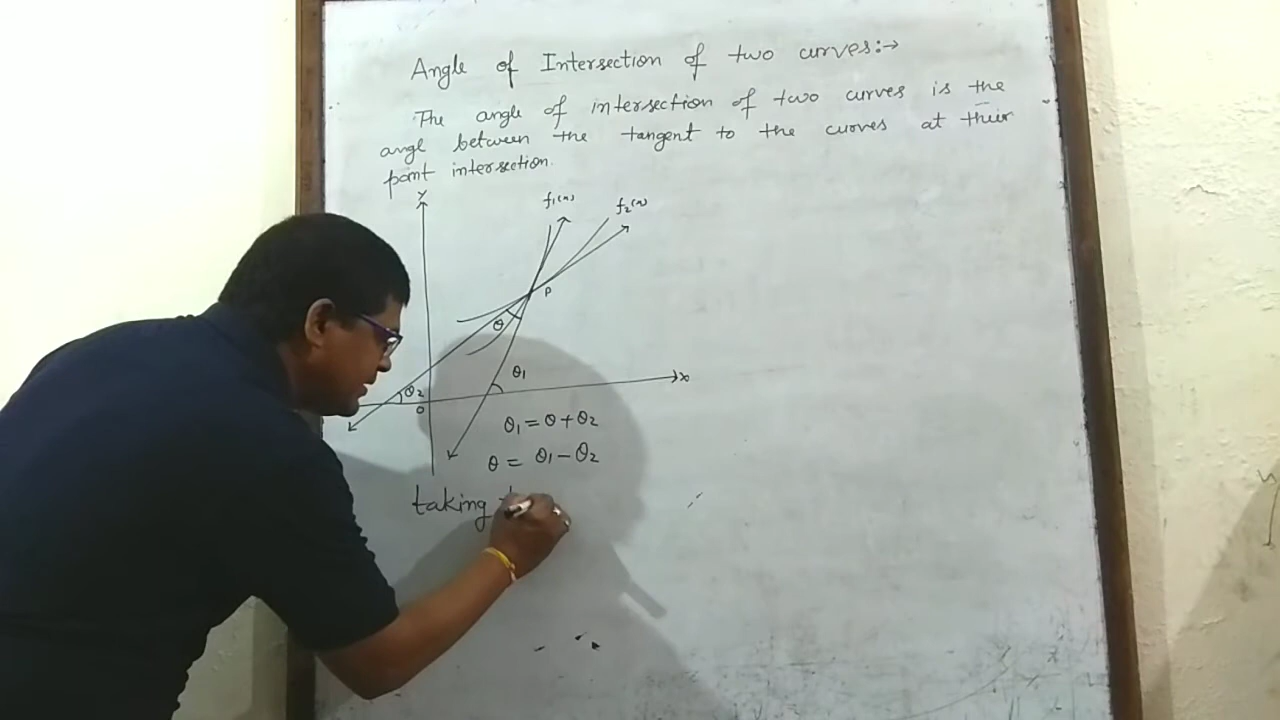 Angle of Intersection of two curves:→
The angle of intersection of two curves is the
angl between the tangent to the curves at their
point intersection.
Y
f₁(x)
f₂(x)
P
θ
θ₁
θ₂
O
X
θ₁ = θ + θ₂
θ = θ₁ − θ₂
taking